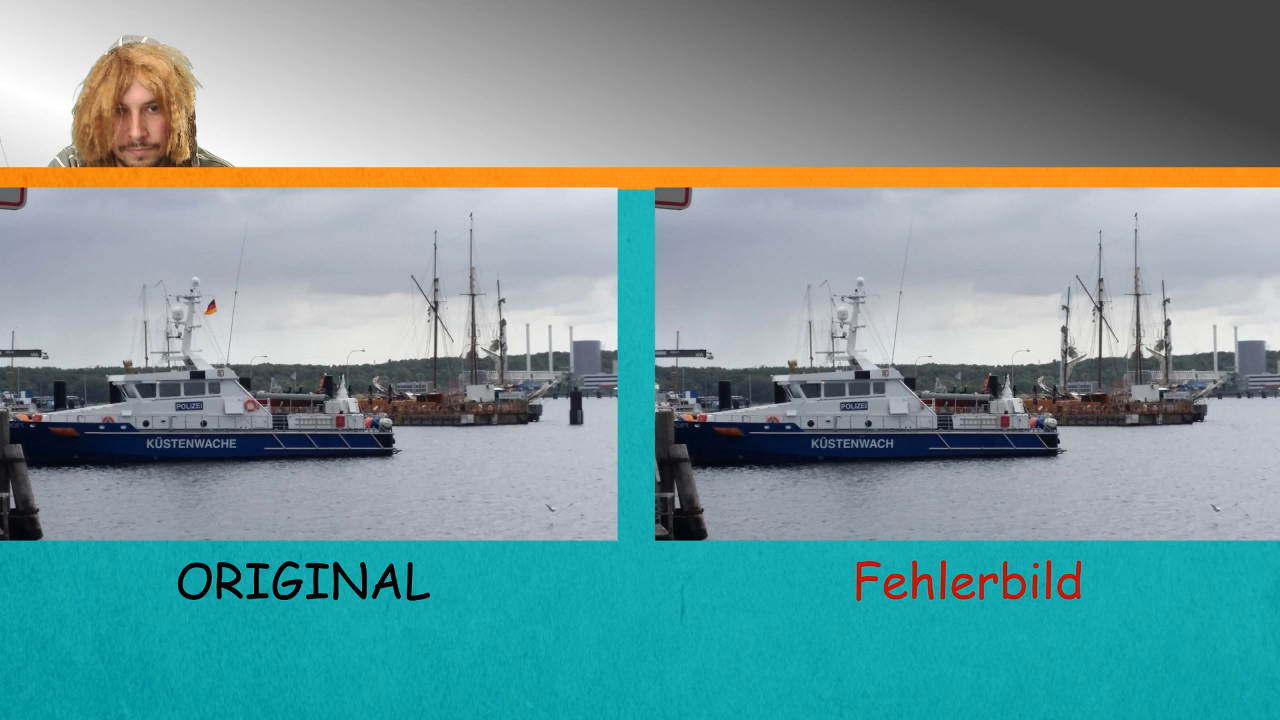 POLIZEI
KÜSTENWACHE
POLIZEI
KÜSTENWACH
ORIGINAL
Fehlerbild